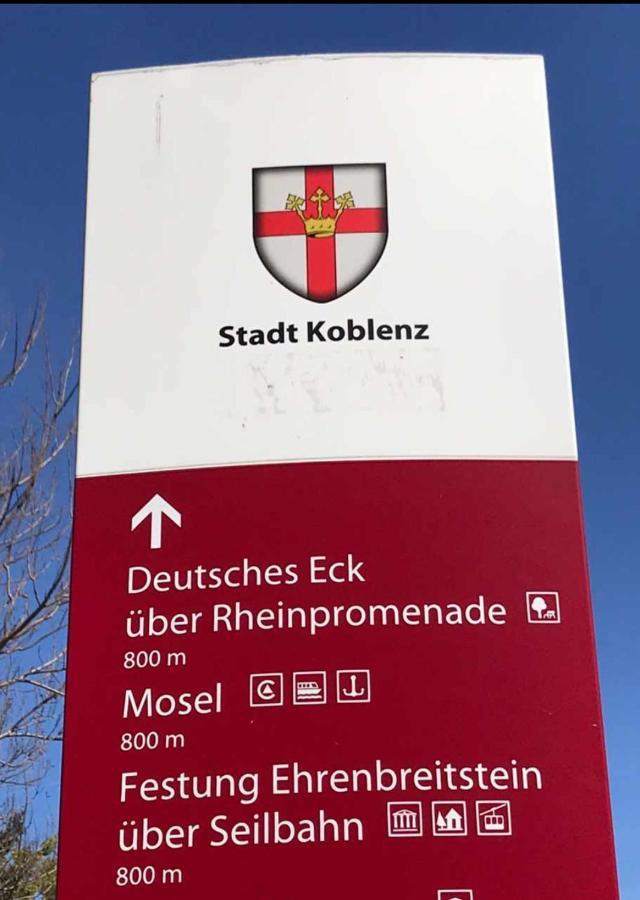 Stadt Koblenz
Deutsches Eck
über Rheinpromenade
800 m
Mosel
800 m
Festung Ehrenbreitstein
über Seilbahn
800 m